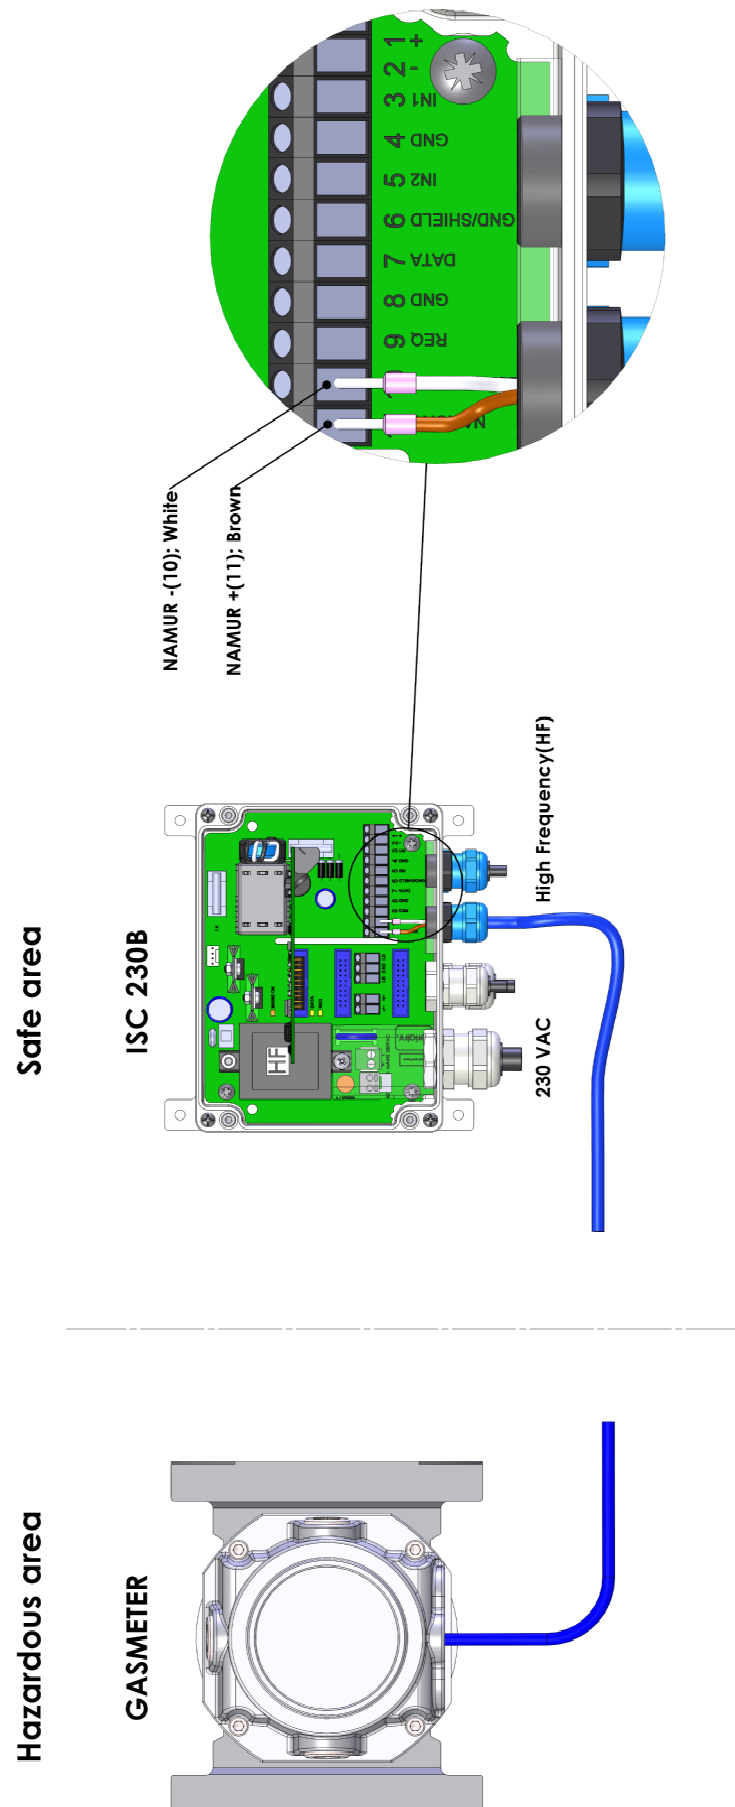 Hazardous area
Safe area
GASMETER
ISC 230B
NAMUR -(10); White
NAMUR +(11); Brown
230 VAC
High Frequency(HF)
HF
1 +
2 -
3 IN1
4 GND
5 IN2
6 GND/SHIELD
7 DATA
8 GND
9 REQ